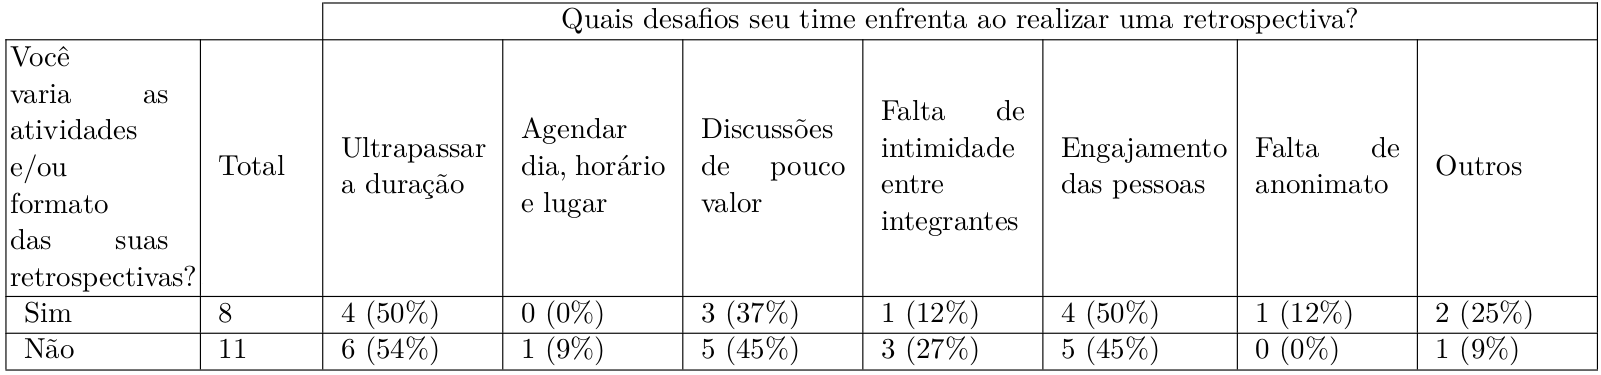 Quais desafios seu time enfrenta ao realizar uma retrospectiva?
Você
varia as
atividades
e/ou
formato
das suas
retrospectivas?
Total
Ultrapassar
a duração
Agendar
dia, horário
e lugar
Discussões
de pouco
valor
Falta de
intimidade
entre
integrantes
Engajamento
das pessoas
Falta de
anonimato
Outros
Sim 8 4 (50%) 0 (0%) 3 (37%) 1 (12%) 4 (50%) 1 (12%) 2 (25%)
Não 11 6 (54%) 1 (9%) 5 (45%) 3 (27%) 5 (45%) 0 (0%) 1 (9%)